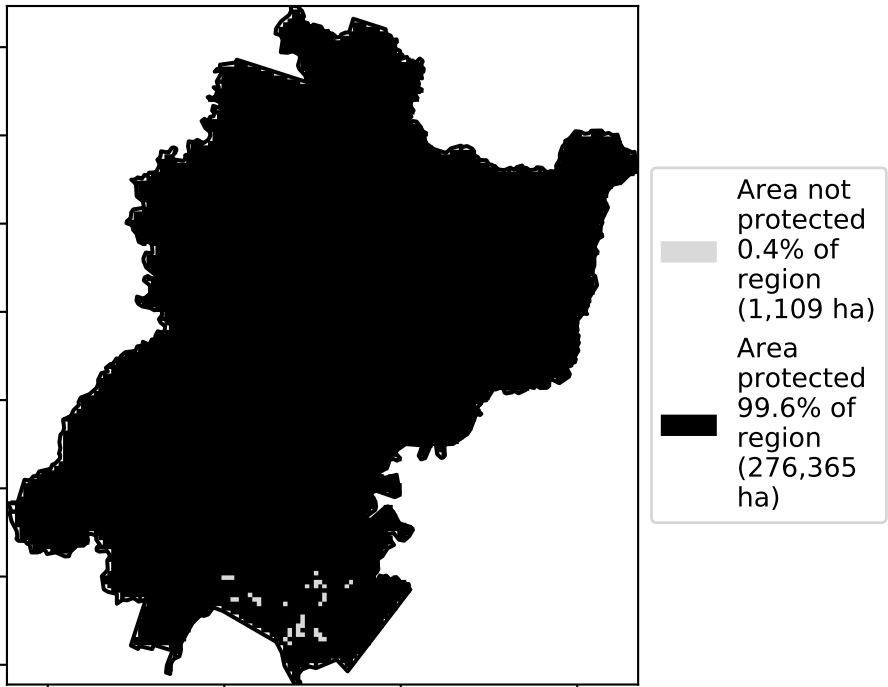 Area not
protected
0.4% of
region
(1,109 ha)
Area
protected
99.6% of
region
(276,365
ha)